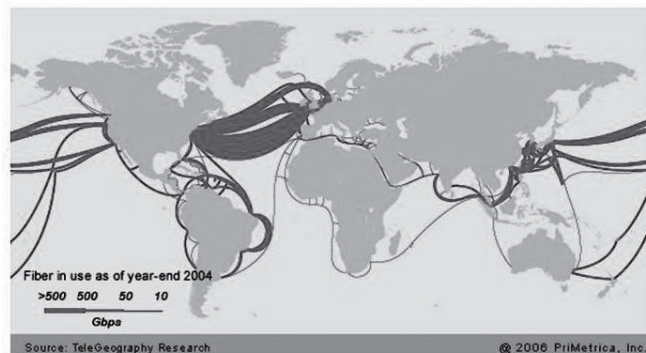 Fiber in use as of year-end 2004
>500 500 50 10
Gbps
Source: TeleGeography Research @ 2006 PriMetrica, Inc.